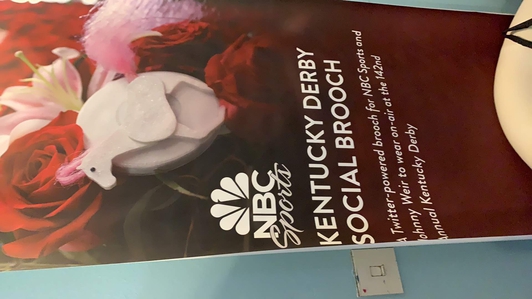 NBC
Sports
KENTUCKY DERBY
SOCIAL BROOCH
A Twitter-powered brooch for NBC Sports and
Johnny Weir to wear on-air at the 142nd
Annual Kentucky Derby